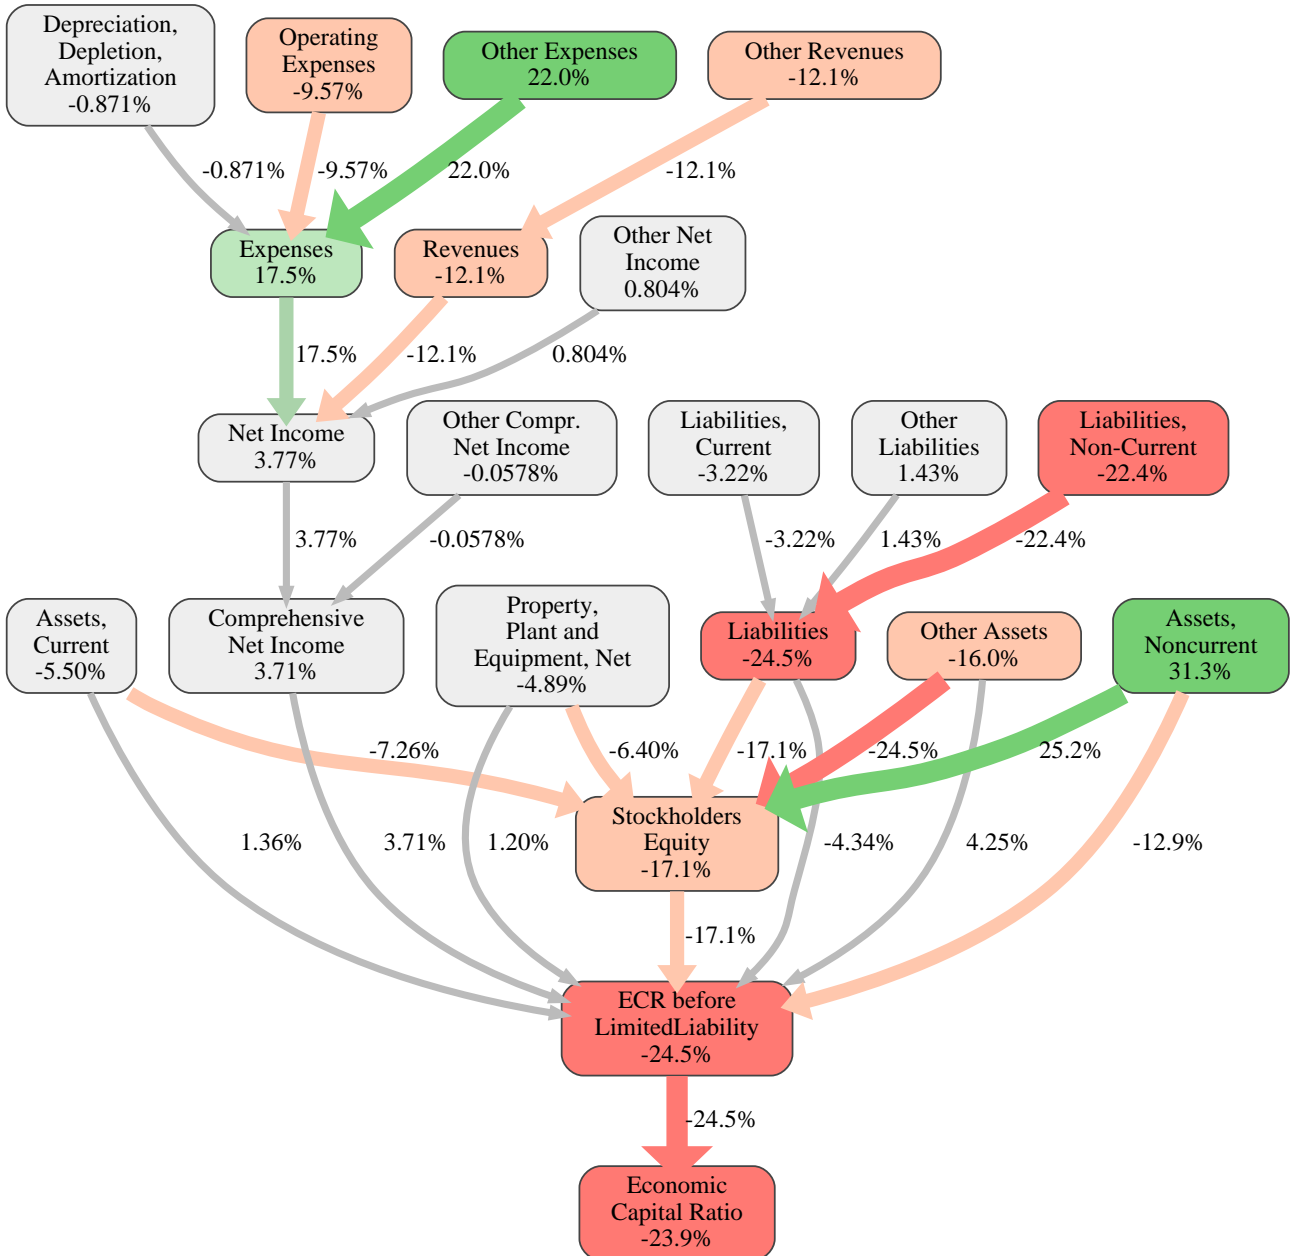 Depreciation,
Depletion,
Amortization
-0.871%
Operating
Expenses
-9.57%
Other Expenses
22.0%
Other Revenues
-12.1%
-0.871%
-9.57%
22.0%
-12.1%
Expenses
17.5%
Revenues
-12.1%
Other Net
Income
0.804%
17.5%
-12.1%
0.804%
Net Income
3.77%
Other Compr.
Net Income
-0.0578%
Liabilities,
Current
-3.22%
Other
Liabilities
1.43%
Liabilities,
Non-Current
-22.4%
3.77%
-0.0578%
-3.22%
1.43%
-22.4%
Assets,
Current
-5.50%
Comprehensive
Net Income
3.71%
Property,
Plant and
Equipment, Net
-4.89%
Liabilities
-24.5%
Other Assets
-16.0%
Assets,
Noncurrent
31.3%
-7.26%
-6.40%
-17.1%
-24.5%
25.2%
Stockholders
Equity
-17.1%
1.36%
3.71%
1.20%
-4.34%
4.25%
-12.9%
-17.1%
ECR before
LimitedLiability
-24.5%
-24.5%
Economic
Capital Ratio
-23.9%